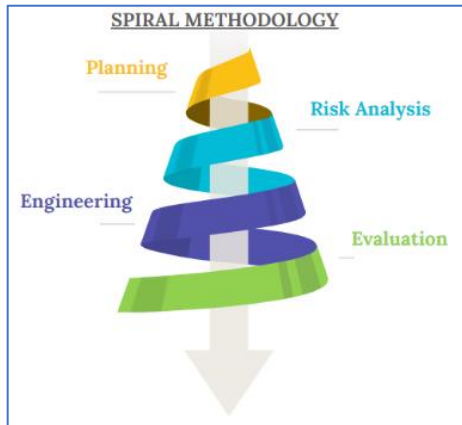 SPIRAL METHODOLOGY
Planning
Risk Analysis
Engineering
Evaluation